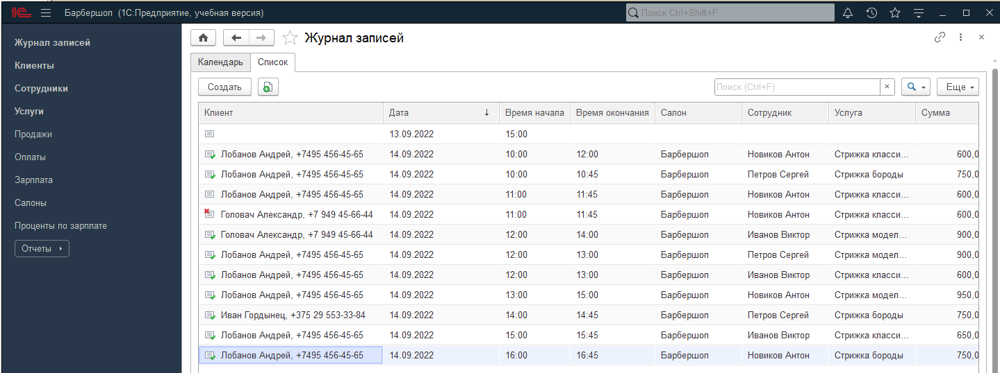 1С Барбершоп (1С:Предприятие, учебная версия) Поиск Ctrl+Shift+F
Журнал записей
Клиенты
Сотрудники
Услуги
Продажи
Оплаты
Зарплата
Салоны
Проценты по зарплате
Отчеты
Журнал записей
Календарь Список
Создать Поиск (Ctrl+F) × Еще
Клиент Дата ↓ Время начала Время окончания Салон Сотрудник Услуга Сумма
13.09.2022 15:00
Лобанов Андрей, +7495 456-45-65 14.09.2022 10:00 12:00 Барбершоп Новиков Антон Стрижка класси... 600,0
Лобанов Андрей, +7495 456-45-65 14.09.2022 10:00 10:45 Барбершоп Петров Сергей Стрижка бороды 750,0
Лобанов Андрей, +7495 456-45-65 14.09.2022 11:00 11:45 Барбершоп Новиков Антон Стрижка класси... 600,0
Головач Александр, +7 949 45-66-44 14.09.2022 11:00 11:45 Барбершоп Новиков Антон Стрижка класси... 600,0
Головач Александр, +7 949 45-66-44 14.09.2022 12:00 14:00 Барбершоп Иванов Виктор Стрижка модел... 900,0
Лобанов Андрей, +7495 456-45-65 14.09.2022 12:00 13:00 Барбершоп Петров Сергей Стрижка модел... 900,0
Лобанов Андрей, +7495 456-45-65 14.09.2022 12:00 13:00 Барбершоп Иванов Виктор Стрижка класси... 600,0
Лобанов Андрей, +7495 456-45-65 14.09.2022 13:00 15:00 Барбершоп Новиков Антон Стрижка модел... 950,0
Иван Гордынец, +375 29 553-33-84 14.09.2022 14:00 14:45 Барбершоп Петров Сергей Стрижка бороды 750,0
Лобанов Андрей, +7495 456-45-65 14.09.2022 15:00 15:45 Барбершоп Иванов Виктор Стрижка класси... 650,0
Лобанов Андрей, +7495 456-45-65 14.09.2022 16:00 16:45 Барбершоп Новиков Антон Стрижка бороды 750,0